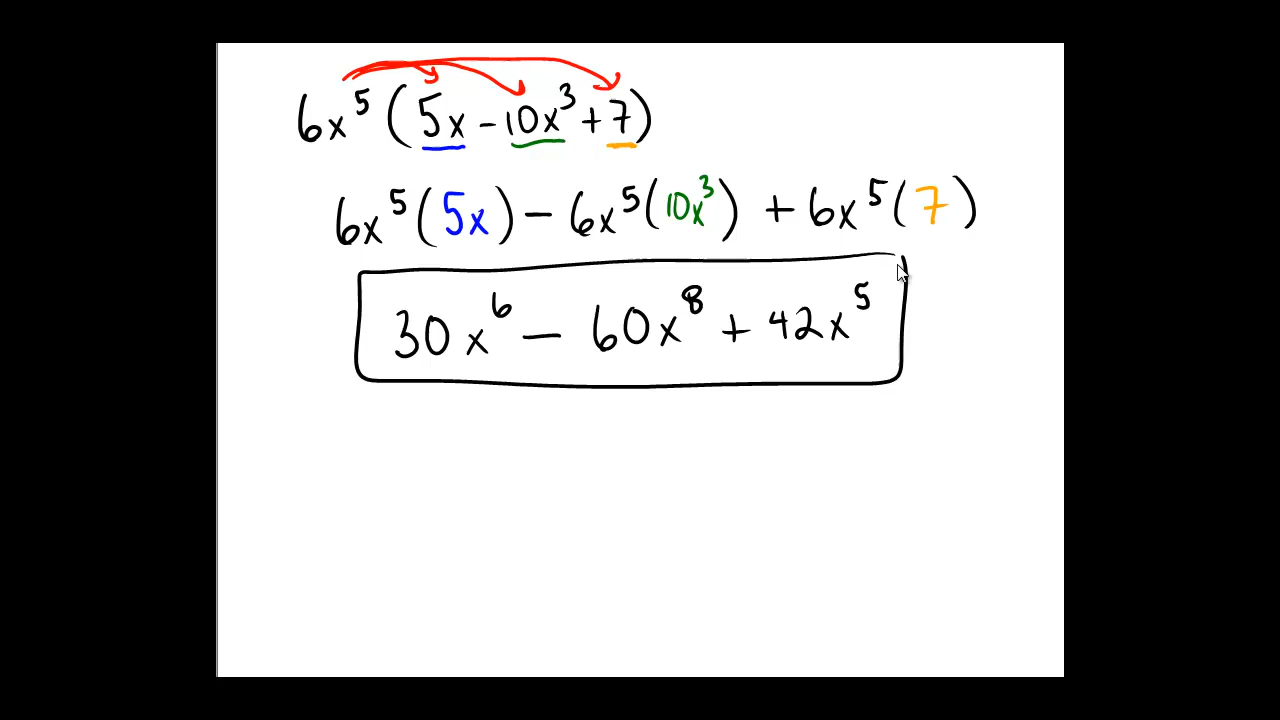 6x⁵(5x - 10x³ + 7)
6x⁵(5x) - 6x⁵(10x³) + 6x⁵(7)
30x⁶ - 60x⁸ + 42x⁵